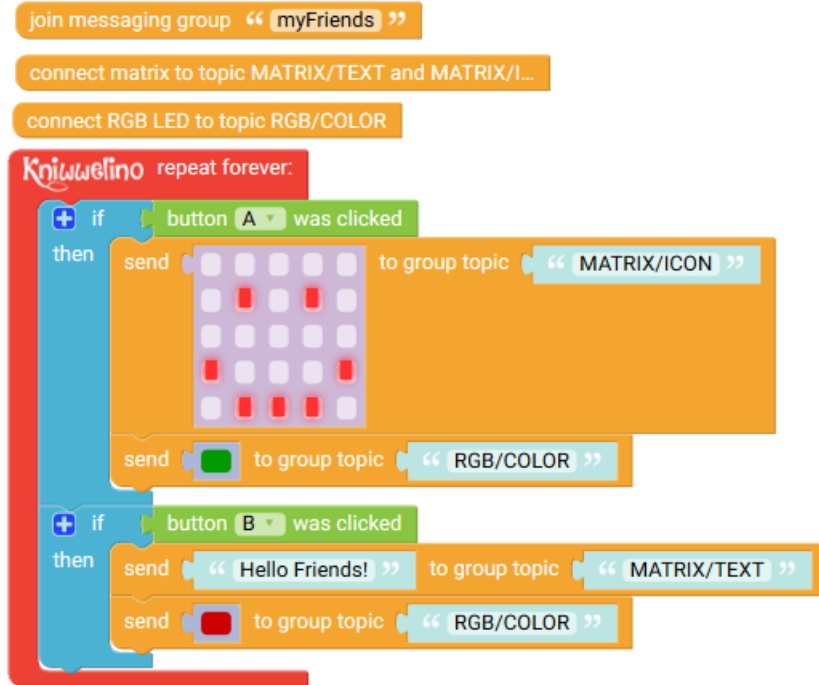 join messaging group “ myFriends ”
connect matrix to topic MATRIX/TEXT and MATRIX/I...
connect RGB LED to topic RGB/COLOR
Kniwwelino repeat forever:
if button A was clicked
then send to group topic “ MATRIX/ICON ”
send to group topic “ RGB/COLOR ”
if button B was clicked
then send “ Hello Friends! ” to group topic “ MATRIX/TEXT ”
send to group topic “ RGB/COLOR ”